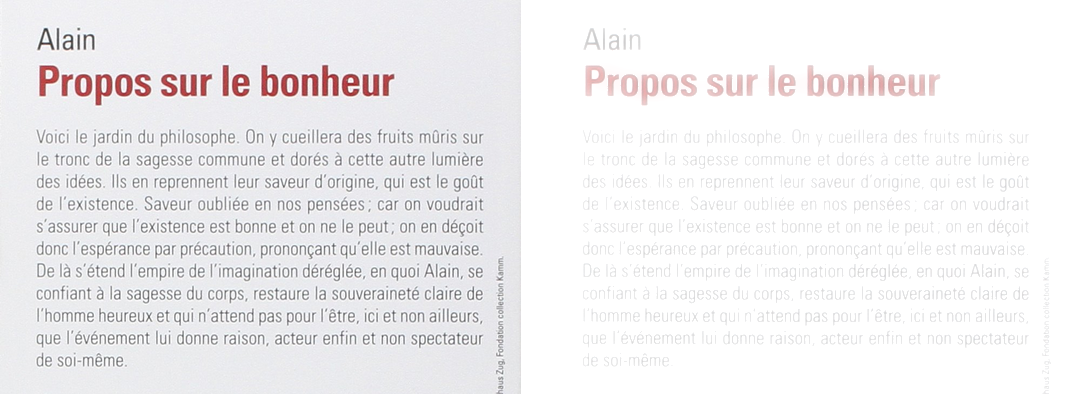 Alain
Propos sur le bonheur
Voici le jardin du philosophe. On y cueillera des fruits mûris sur
le tronc de la sagesse commune et dorés à cette autre lumière
des idées. Ils en reprennent leur saveur d'origine, qui est le goût
de l'existence. Saveur oubliée en nos pensées ; car on voudrait
s'assurer que l'existence est bonne et on ne le peut ; on en déçoit
donc l'espérance par précaution, prononçant qu'elle est mauvaise.
De là s'étend l'empire de l'imagination déréglée, en quoi Alain, se
confiant à la sagesse du corps, restaure la souveraineté claire de
l'homme heureux et qui n'attend pas pour l'être, ici et non ailleurs,
que l'événement lui donne raison, acteur enfin et non spectateur
de soi-même.
haus Zug, Fondation collection Kamm.
Alain
Propos sur le bonheur
Voici le jardin du philosophe. On y cueillera des fruits mûris sur
le tronc de la sagesse commune et dorés à cette autre lumière
des idées. Ils en reprennent leur saveur d'origine, qui est le goût
de l'existence. Saveur oubliée en nos pensées ; car on voudrait
s'assurer que l'existence est bonne et on ne le peut ; on en déçoit
donc l'espérance par précaution, prononçant qu'elle est mauvaise.
De là s'étend l'empire de l'imagination déréglée, en quoi Alain, se
confiant à la sagesse du corps, restaure la souveraineté claire de
l'homme heureux et qui n'attend pas pour l'être, ici et non ailleurs,
que l'événement lui donne raison, acteur enfin et non spectateur
de soi-même
haus Zug, Fondation collection Kamm.